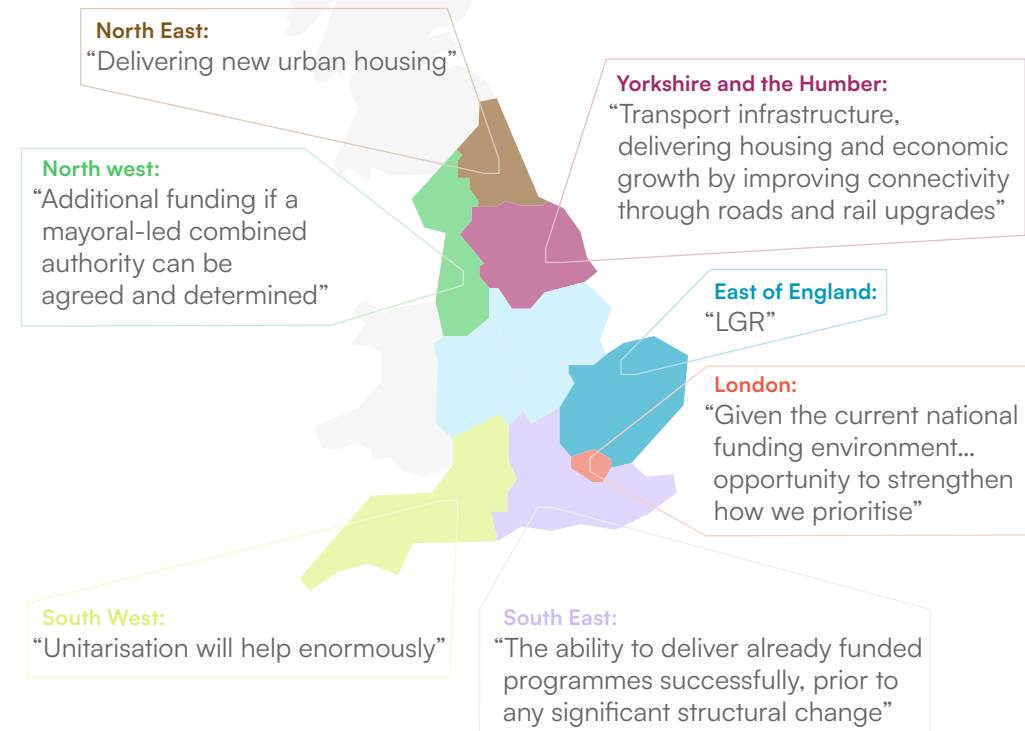 North East:
“Delivering new urban housing”
Yorkshire and the Humber:
“Transport infrastructure,
delivering housing and economic
growth by improving connectivity
through roads and rail upgrades”
North west:
“Additional funding if a
mayoral-led combined
authority can be
agreed and determined”
East of England:
“LGR”
London:
“Given the current national
funding environment...
opportunity to strengthen
how we prioritise”
South West:
“Unitarisation will help enormously”
South East:
“The ability to deliver already funded
programmes successfully, prior to
any significant structural change”